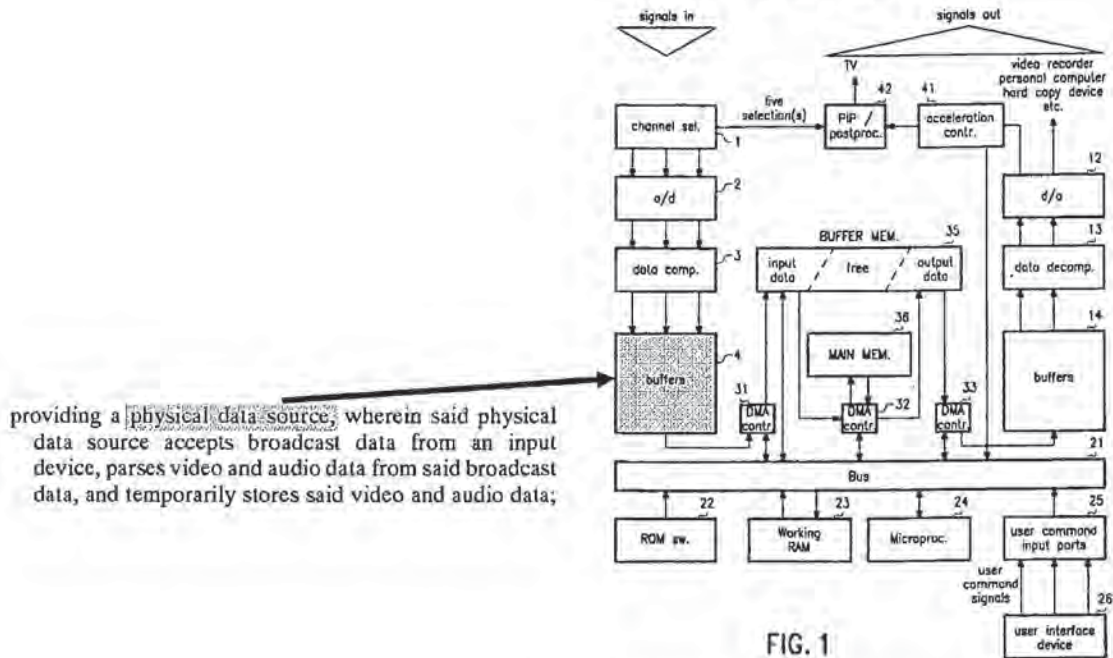 signals in
signals out
TV
video recorder
personal computer
hard copy device
etc.
42
41
live
selection(s)
channel sel.
1
PiP /
postproc.
acceleration
contr.
12
a/d
2
d/a
13
BUFFER MEM.
35
data comp.
3
input
data
free
output
data
data decomp.
36
14
MAIN MEM.
4
buffers
31
DMA
contr
DMA
contr.
32
33
DMA
contr.
buffers
21
providing a physical data source, wherein said physical
data source accepts broadcast data from an input
device, parses video and audio data from said broadcast
data, and temporarily stores said video and audio data;
Bus
22
23
24
25
ROM sw.
Working
RAM
Microproc.
user command
input ports
user
command
signals
26
user interface
device
FIG. 1